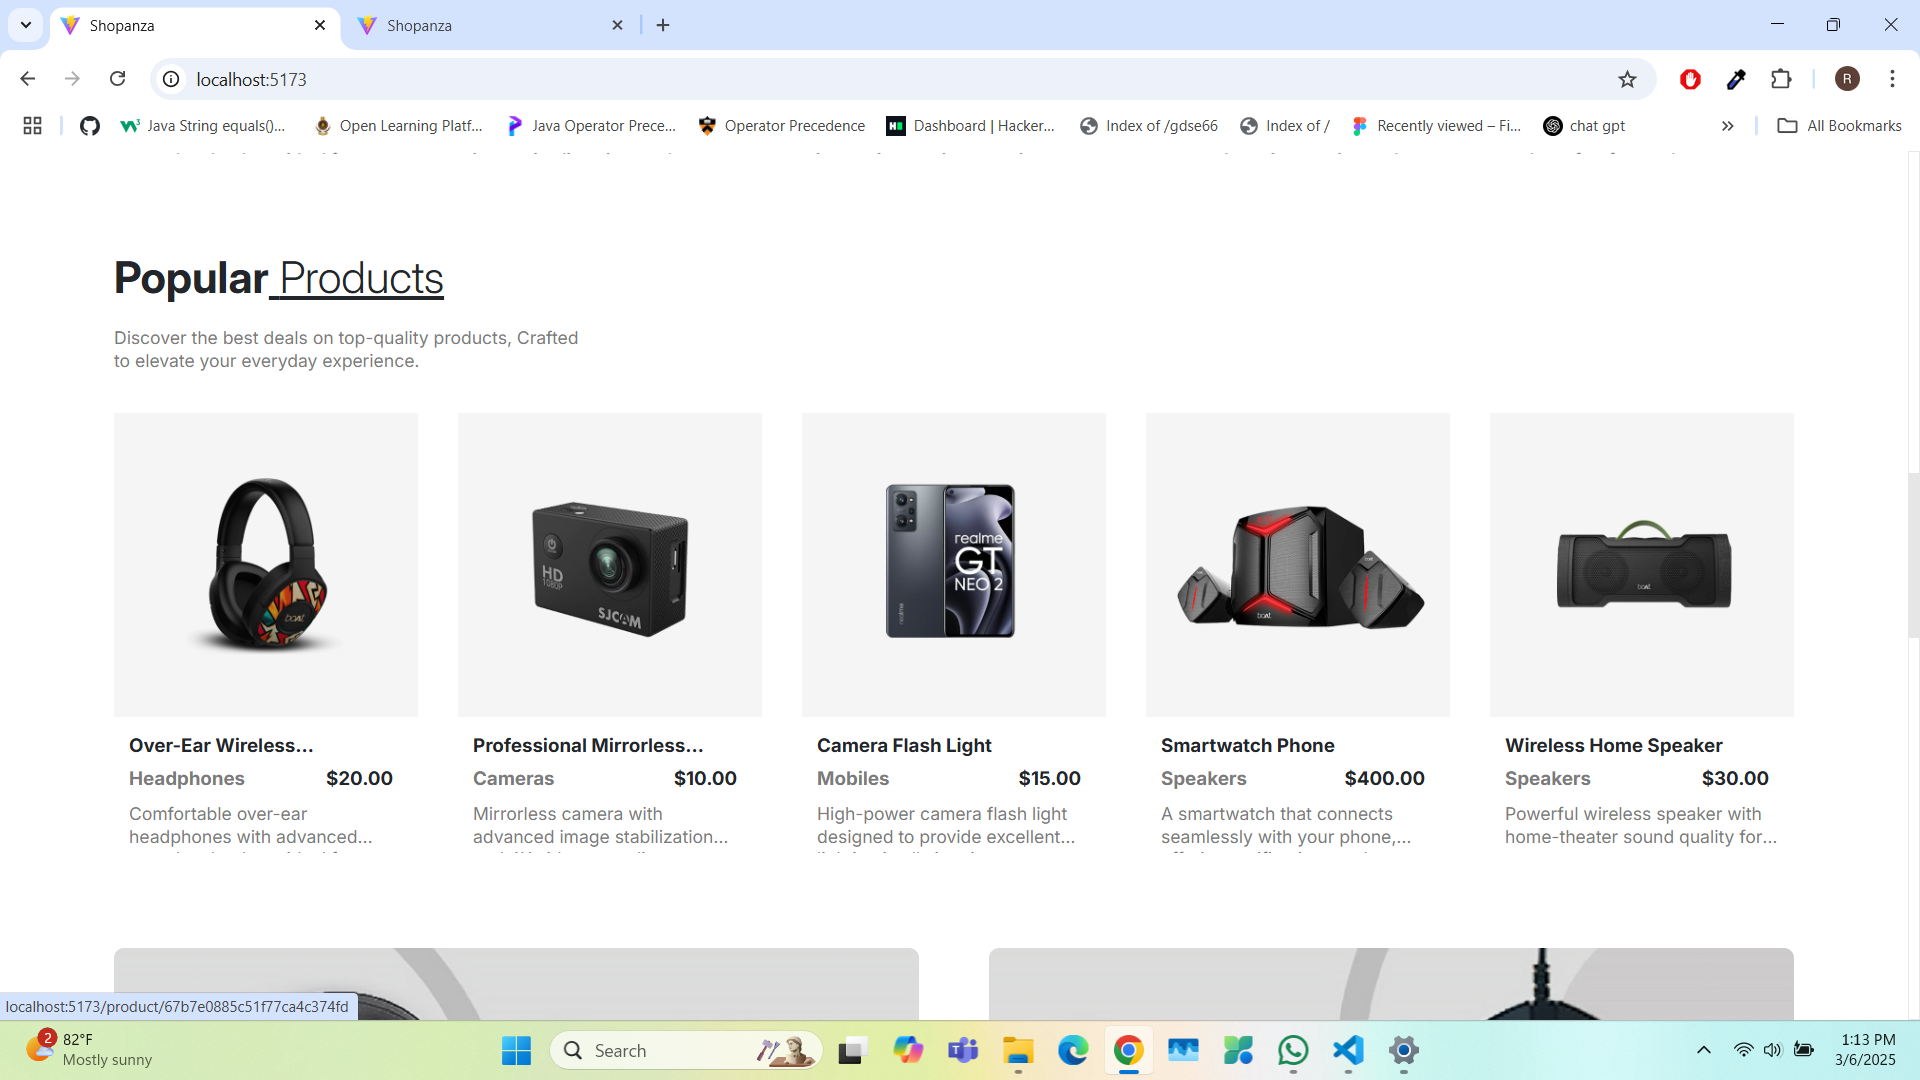 Shopanza
Shopanza
localhost:5173
R
Java String equals()...
Open Learning Platf...
Java Operator Prece...
Operator Precedence
Dashboard | Hacker...
Index of /gdse66
Index of /
Recently viewed – Fi...
chat gpt
All Bookmarks
Popular Products
Discover the best deals on top-quality products, Crafted
to elevate your everyday experience.
boAt
HD
1080P
SJCAM
realme
GT
NEO 2
realme
boAt
boAt
Over-Ear Wireless...
Headphones $20.00
Comfortable over-ear
headphones with advanced...
Professional Mirrorless...
Cameras $10.00
Mirrorless camera with
advanced image stabilization...
Camera Flash Light
Mobiles $15.00
High-power camera flash light
designed to provide excellent...
Smartwatch Phone
Speakers $400.00
A smartwatch that connects
seamlessly with your phone,...
Wireless Home Speaker
Speakers $30.00
Powerful wireless speaker with
home-theater sound quality for...
localhost:5173/product/67b7e0885c51f77ca4c374fd
2
82°F
Mostly sunny
Search
1:13 PM
3/6/2025